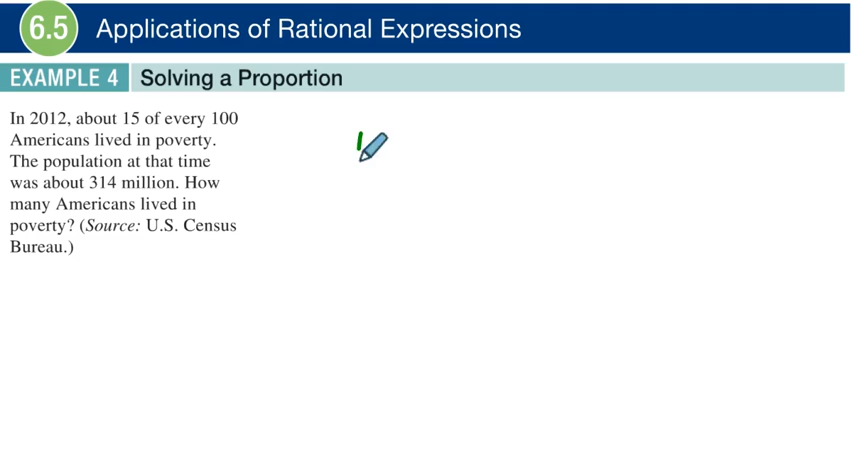 6.5 Applications of Rational Expressions
EXAMPLE 4 Solving a Proportion
In 2012, about 15 of every 100
Americans lived in poverty.
The population at that time
was about 314 million. How
many Americans lived in
poverty? (Source: U.S. Census
Bureau.)